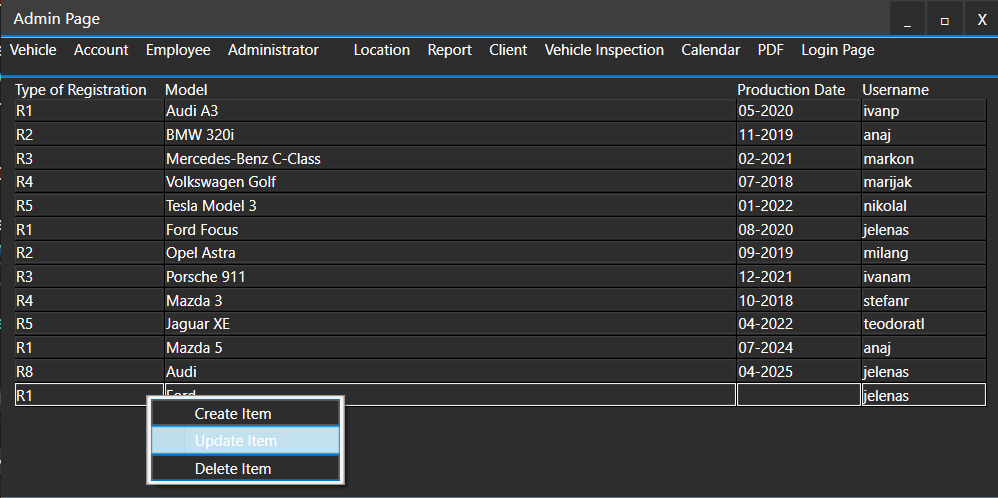 Admin Page _ □ X
Vehicle Account Employee Administrator Location Report Client Vehicle Inspection Calendar PDF Login Page
Type of Registration Model Production Date Username
R1 Audi A3 05-2020 ivanp
R2 BMW 320i 11-2019 anaj
R3 Mercedes-Benz C-Class 02-2021 markon
R4 Volkswagen Golf 07-2018 marijak
R5 Tesla Model 3 01-2022 nikolal
R1 Ford Focus 08-2020 jelenas
R2 Opel Astra 09-2019 milang
R3 Porsche 911 12-2021 ivanam
R4 Mazda 3 10-2018 stefanr
R5 Jaguar XE 04-2022 teodoratl
R1 Mazda 5 07-2024 anaj
R8 Audi 04-2025 jelenas
R1 Ford jelenas
Create Item
Update Item
Delete Item